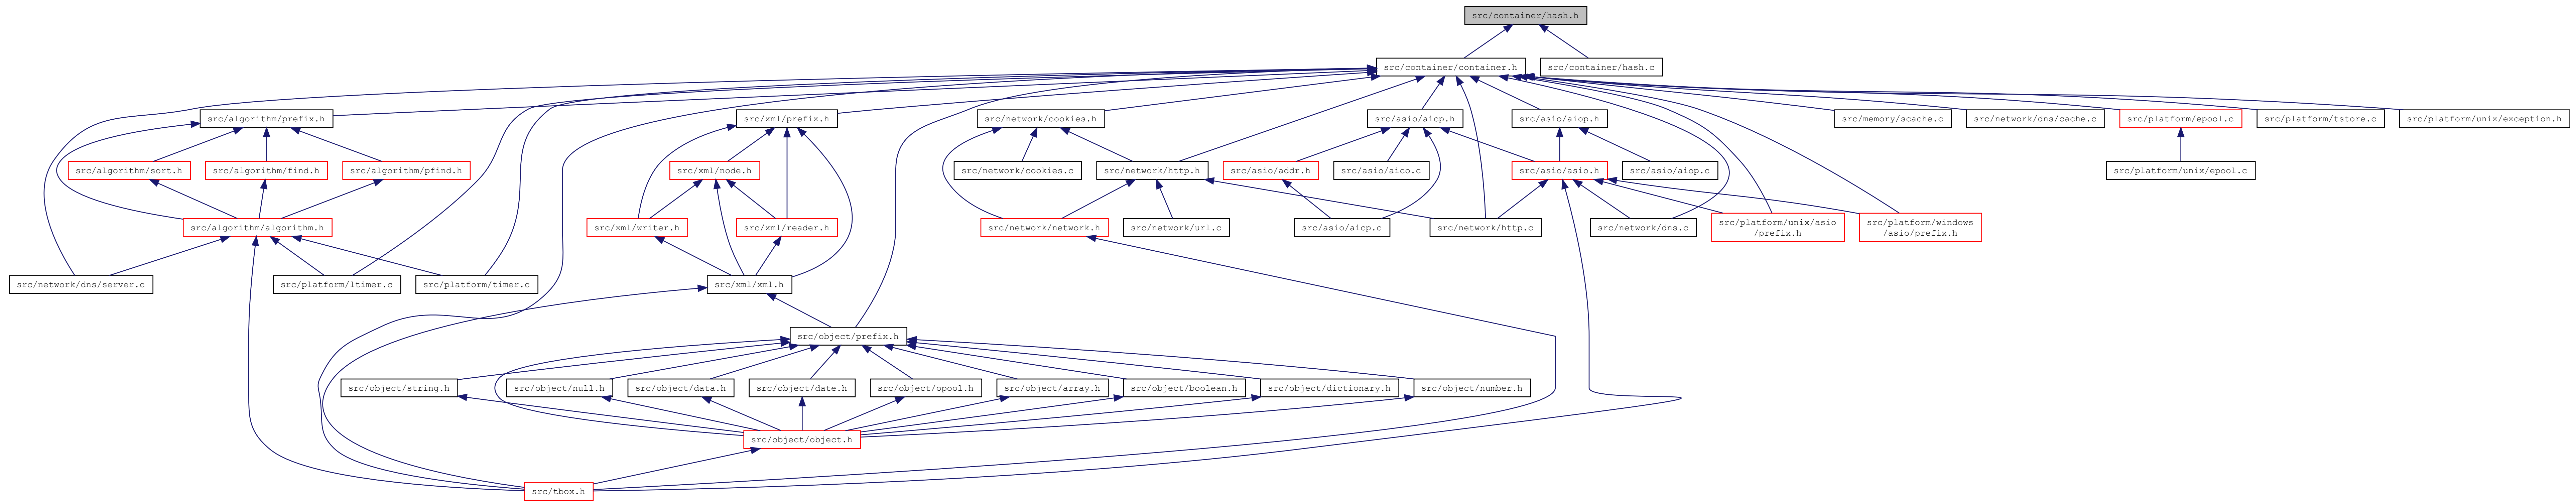 src/container/hash.h
src/container/container.h
src/container/hash.c
src/algorithm/prefix.h
src/xml/prefix.h
src/network/cookies.h
src/asio/aicp.h
src/asio/aiop.h
src/memory/scache.c
src/network/dns/cache.c
src/platform/epool.c
src/platform/tstore.c
src/platform/unix/exception.h
src/algorithm/sort.h
src/algorithm/find.h
src/algorithm/pfind.h
src/xml/node.h
src/network/cookies.c
src/network/http.h
src/asio/addr.h
src/asio/aico.c
src/asio/asio.h
src/asio/aiop.c
src/platform/unix/epool.c
src/algorithm/algorithm.h
src/xml/writer.h
src/xml/reader.h
src/network/network.h
src/network/url.c
src/asio/aicp.c
src/network/http.c
src/network/dns.c
src/platform/unix/asio
/prefix.h
src/platform/windows
/asio/prefix.h
src/network/dns/server.c
src/platform/ltimer.c
src/platform/timer.c
src/xml/xml.h
src/object/prefix.h
src/object/string.h
src/object/null.h
src/object/data.h
src/object/date.h
src/object/opool.h
src/object/array.h
src/object/boolean.h
src/object/dictionary.h
src/object/number.h
src/object/object.h
src/tbox.h